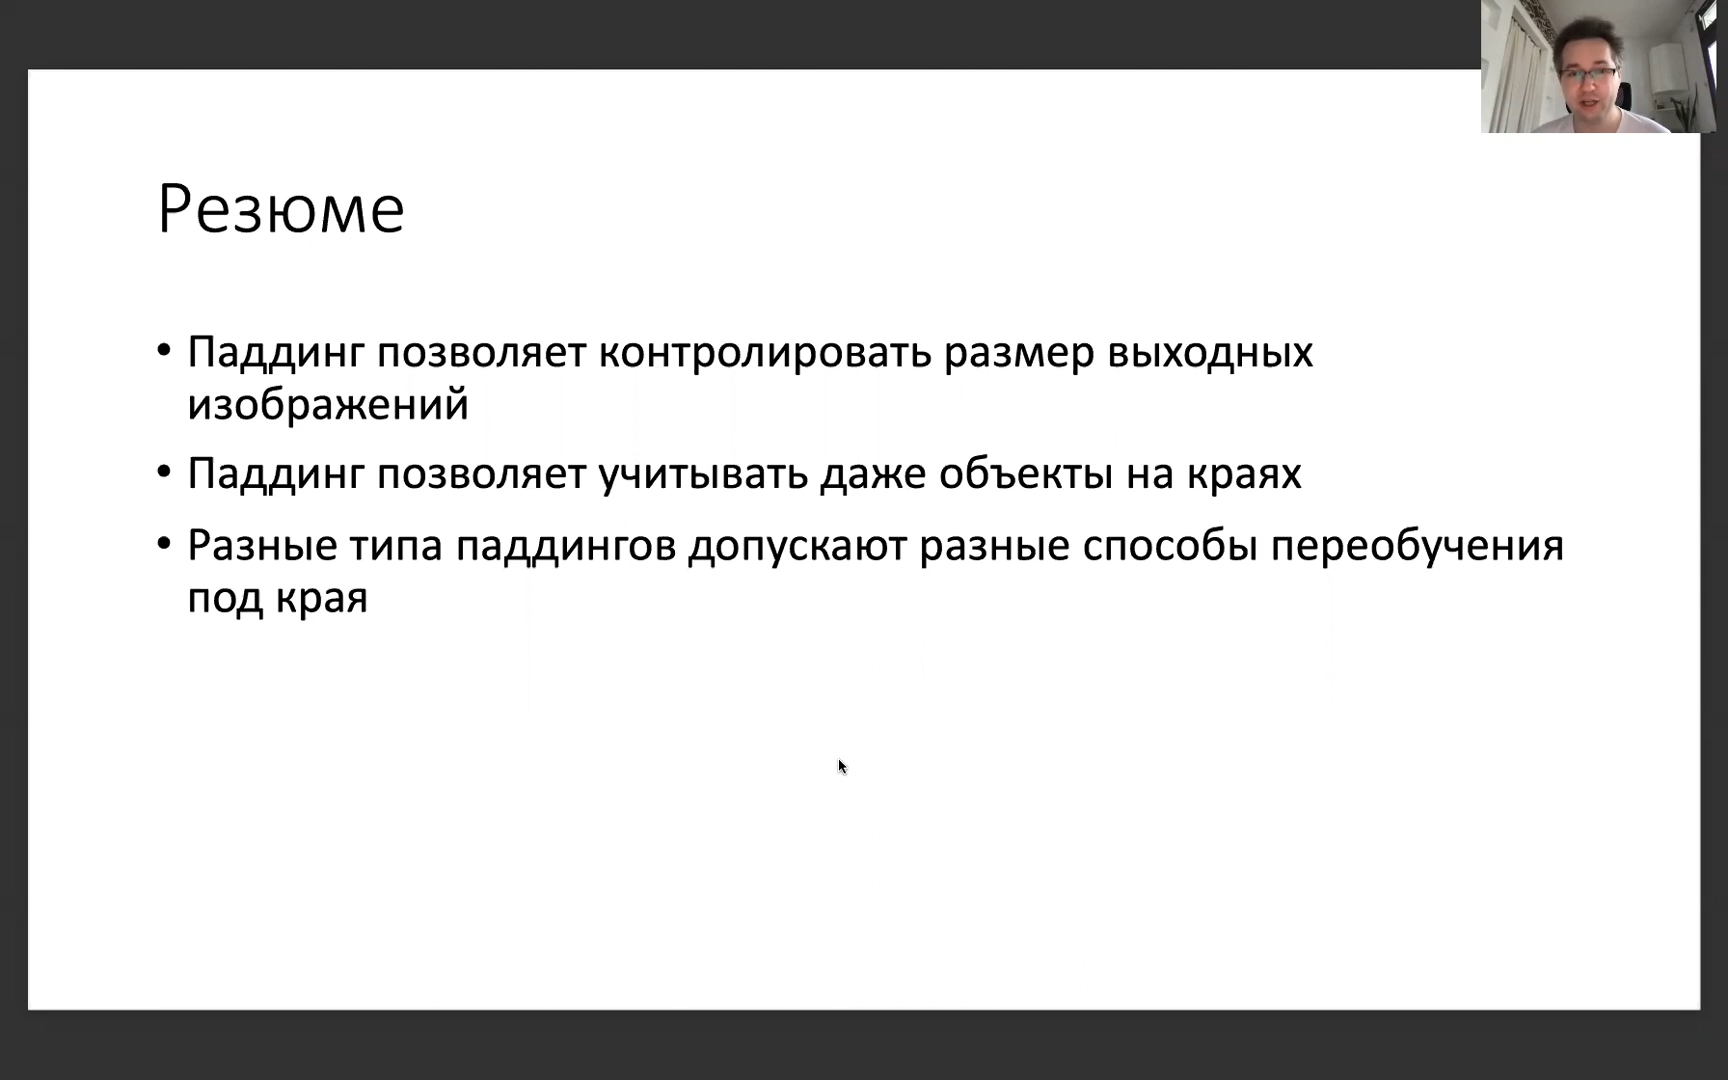 Резюме
• Паддинг позволяет контролировать размер выходных
изображений
• Паддинг позволяет учитывать даже объекты на краях
• Разные типа паддингов допускают разные способы переобучения
под края